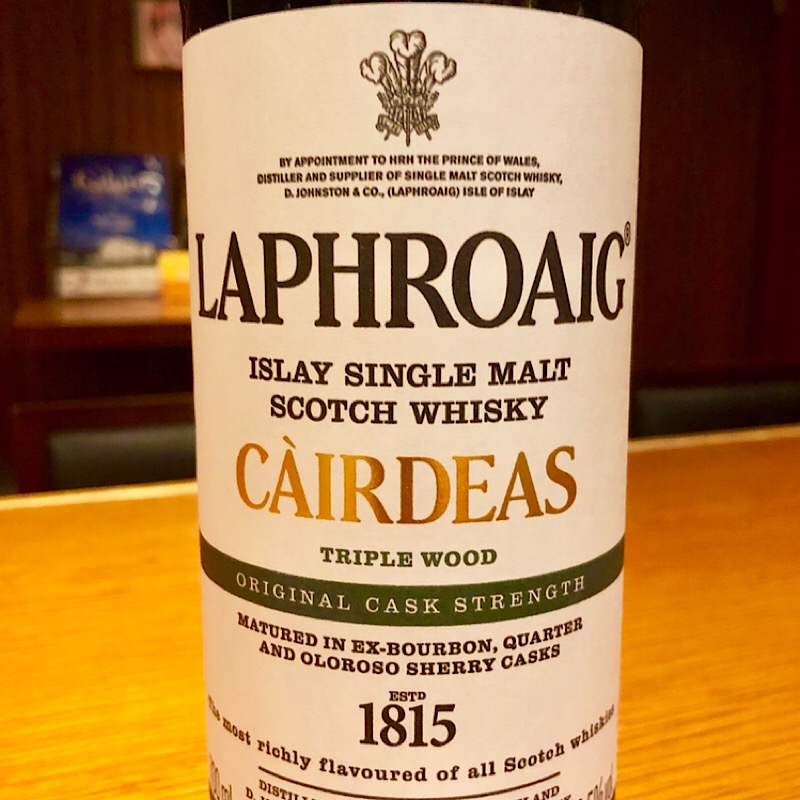 BY APPOINTMENT TO HRH THE PRINCE OF WALES,
DISTILLER AND SUPPLIER OF SINGLE MALT SCOTCH WHISKY,
D. JOHNSTON & CO., (LAPHROAIG) ISLE OF ISLAY
LAPHROAIG®
ISLAY SINGLE MALT
SCOTCH WHISKY
CÀIRDEAS
TRIPLE WOOD
ORIGINAL CASK STRENGTH
MATURED IN EX-BOURBON, QUARTER
AND OLOROSO SHERRY CASKS
ESTD
1815
The most richly flavoured of all Scotch whiskies